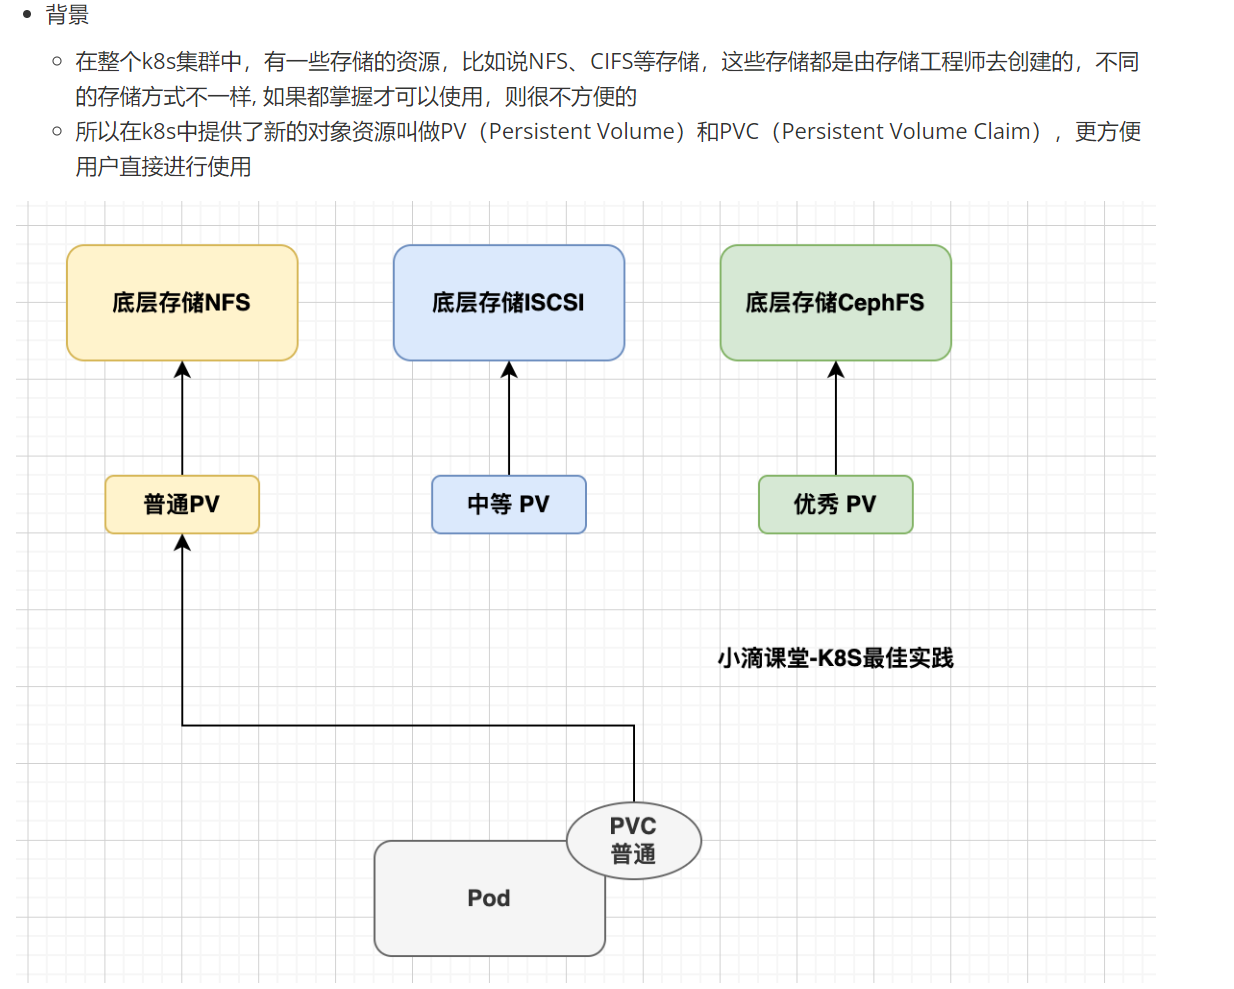 背景
在整个k8s集群中，有一些存储的资源，比如说NFS、CIFS等存储，这些存储都是由存储工程师去创建的，不同
的存储方式不一样, 如果都掌握才可以使用，则很不方便的
所以在k8s中提供了新的对象资源叫做PV（Persistent Volume）和PVC（Persistent Volume Claim），更方便
用户直接进行使用
底层存储NFS
底层存储ISCSI
底层存储CephFS
普通PV
中等 PV
优秀 PV
小滴课堂-K8S最佳实践
PVC
普通
Pod